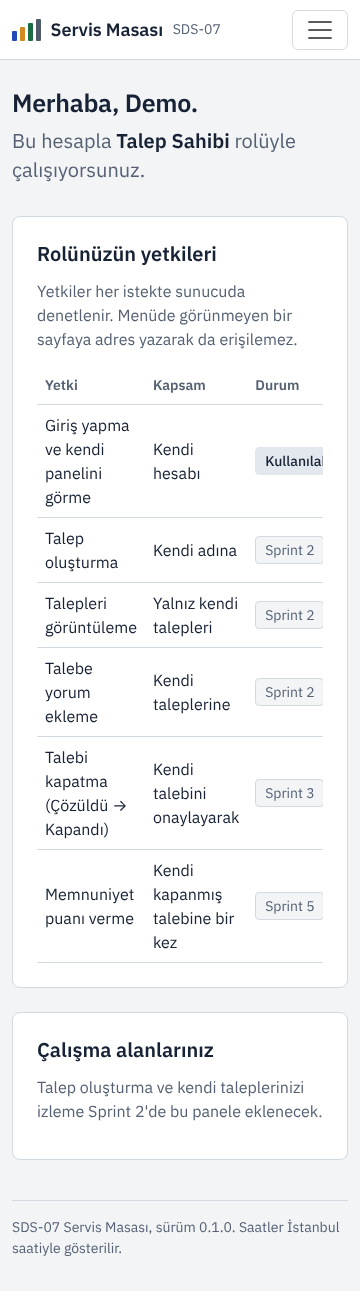 Servis Masası SDS-07
Merhaba, Demo.
Bu hesapla Talep Sahibi rolüyle
çalışıyorsunuz.
Rolünüzün yetkileri
Yetkiler her istekte sunucuda
denetlenir. Menüde görünmeyen bir
sayfaya adres yazarak da erişilemez.
Yetki Kapsam Durum
Giriş yapma
ve kendi
panelini
görme
Kendi
hesabı
Talep
oluşturma
Kendi adına
Sprint 2
Talepleri
görüntüleme
Yalnız kendi
talepleri
Sprint 2
Talebe
yorum
ekleme
Kendi
taleplerine
Sprint 2
Talebi
kapatma
(Çözüldü →
Kapandı)
Kendi
talebini
onaylayarak
Sprint 3
Memnuniyet
puanı verme
Kendi
kapanmış
talebine bir
kez
Sprint 5
Çalışma alanlarınız
Talep oluşturma ve kendi taleplerinizi
izleme Sprint 2'de bu panele eklenecek.
SDS-07 Servis Masası, sürüm 0.1.0. Saatler İstanbul
saatiyle gösterilir.